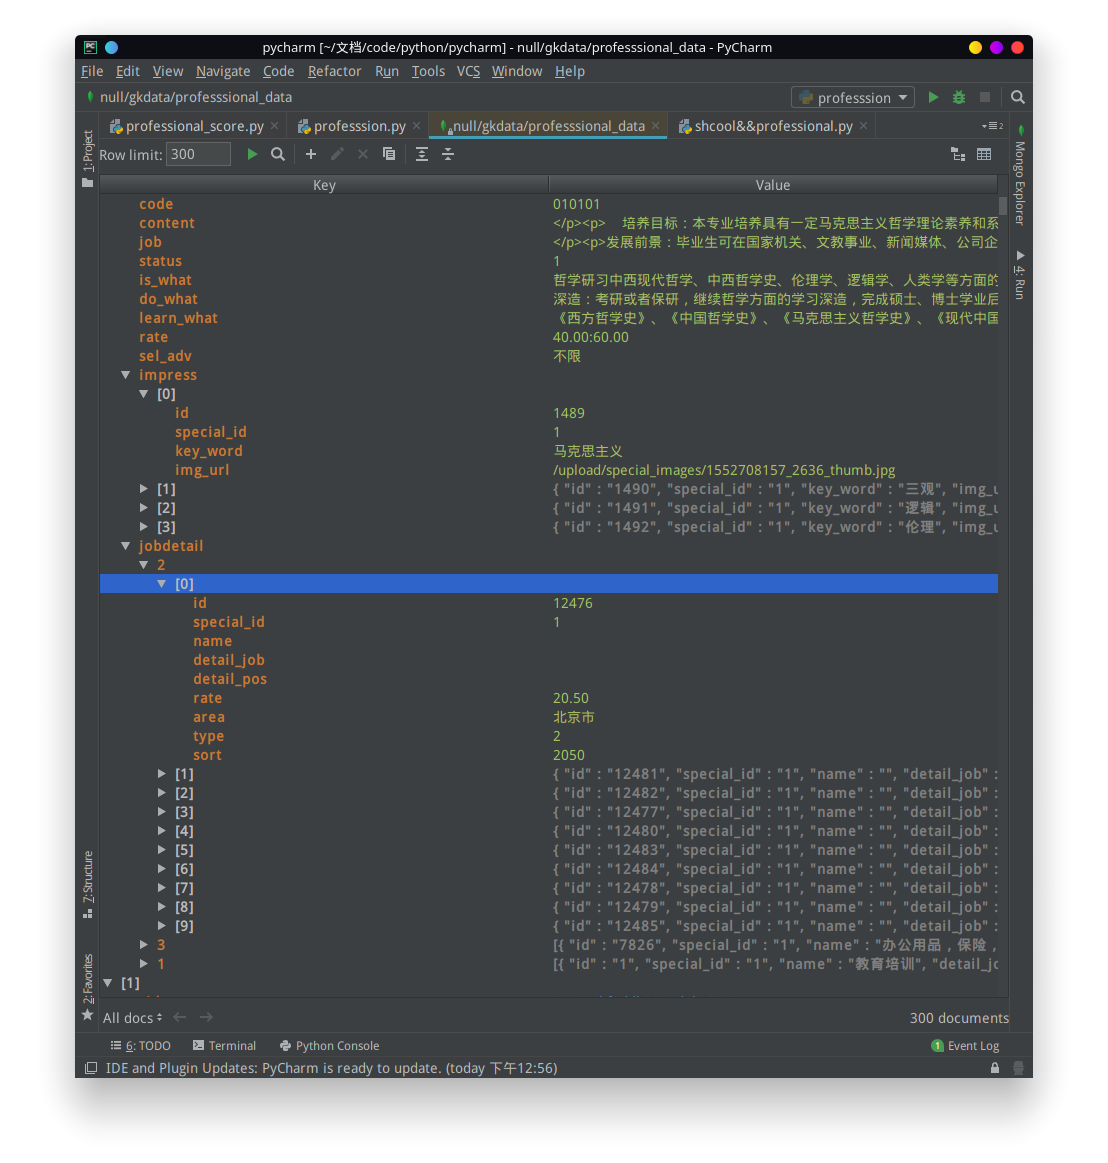 pycharm [~/文档/code/python/pycharm] - null/gkdata/professsional_data - PyCharm
File Edit View Navigate Code Refactor Run Tools VCS Window Help
null/gkdata/professsional_data professsion
professional_score.py professsion.py null/gkdata/professsional_data shcool&&professional.py 2
Row limit: 300
Key Value
code 010101
content </p><p> 培养目标：本专业培养具有一定马克思主义哲学理论素养和系
job </p><p>发展前景：毕业生可在国家机关、文教事业、新闻媒体、公司企
status 1
is_what 哲学研习中西现代哲学、中西哲学史、伦理学、逻辑学、人类学等方面的
do_what 深造：考研或者保研，继续哲学方面的学习深造，完成硕士、博士学业后
learn_what 《西方哲学史》、《中国哲学史》、《马克思主义哲学史》、《现代中国
rate 40.00:60.00
sel_adv 不限
impress
[0]
id 1489
special_id 1
key_word 马克思主义
img_url /upload/special_images/1552708157_2636_thumb.jpg
[1] { "id" : "1490", "special_id" : "1", "key_word" : "三观", "img_u
[2] { "id" : "1491", "special_id" : "1", "key_word" : "逻辑", "img_u
[3] { "id" : "1492", "special_id" : "1", "key_word" : "伦理", "img_u
jobdetail
2
[0]
id 12476
special_id 1
name
detail_job
detail_pos
rate 20.50
area 北京市
type 2
sort 2050
[1] { "id" : "12481", "special_id" : "1", "name" : "", "detail_job" :
[2] { "id" : "12482", "special_id" : "1", "name" : "", "detail_job" :
[3] { "id" : "12477", "special_id" : "1", "name" : "", "detail_job" :
[4] { "id" : "12480", "special_id" : "1", "name" : "", "detail_job" :
[5] { "id" : "12483", "special_id" : "1", "name" : "", "detail_job" :
[6] { "id" : "12484", "special_id" : "1", "name" : "", "detail_job" :
[7] { "id" : "12478", "special_id" : "1", "name" : "", "detail_job" :
[8] { "id" : "12479", "special_id" : "1", "name" : "", "detail_job" :
[9] { "id" : "12485", "special_id" : "1", "name" : "", "detail_job" :
3 [{ "id" : "7826", "special_id" : "1", "name" : "办公用品，保险，
1 [{ "id" : "1", "special_id" : "1", "name" : "教育培训", "detail_jo
[1]
All docs 300 documents
6: TODO Terminal Python Console 1 Event Log
IDE and Plugin Updates: PyCharm is ready to update. (today 下午12:56)
1: Project
7: Structure
2: Favorites
Mongo Explorer
4: Run